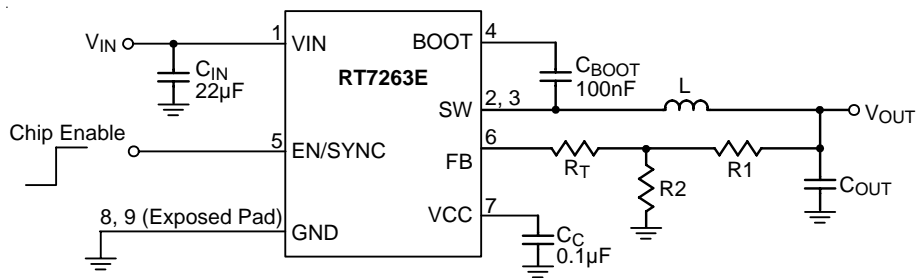 VIN
1
VIN
BOOT
4
RT7263E
CIN
22µF
CBOOT
100nF
L
SW
2, 3
VOUT
Chip Enable
5
EN/SYNC
6
FB
RT
R1
R2
COUT
VCC
7
8, 9 (Exposed Pad)
GND
CC
0.1µF